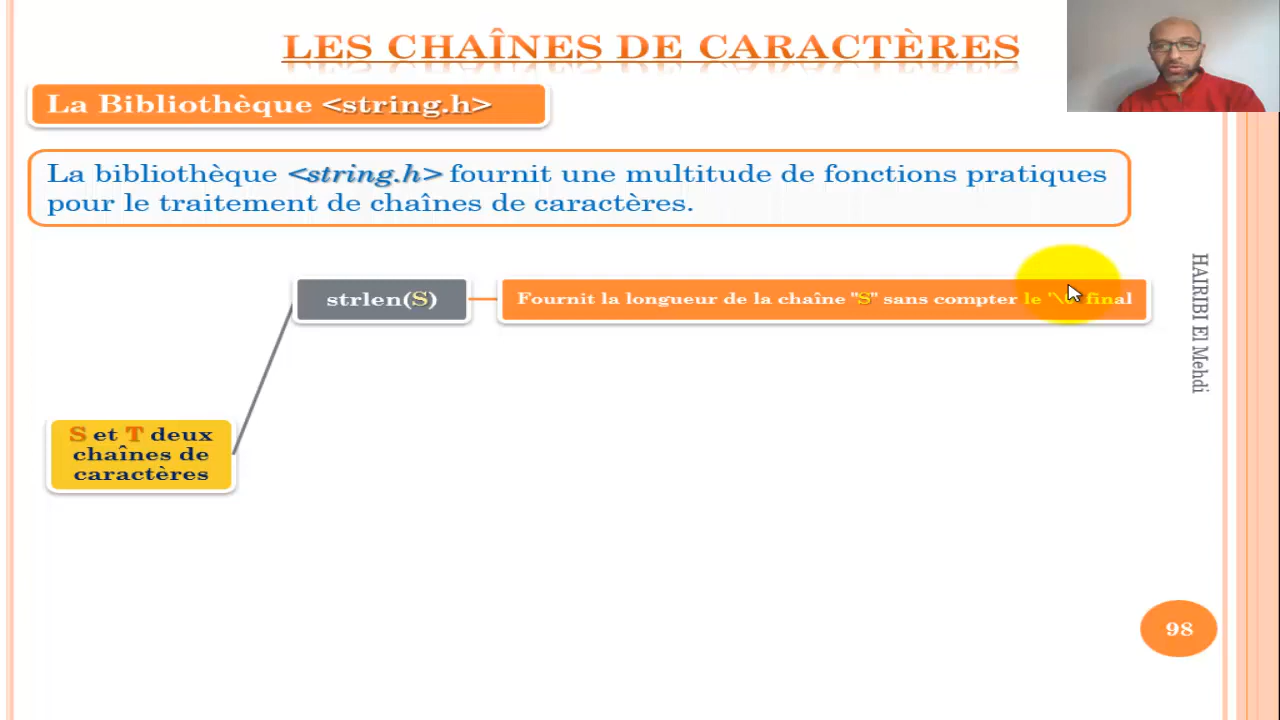 LES CHAÎNES DE CARACTÈRES
La Bibliothèque <string.h>
La bibliothèque <string.h> fournit une multitude de fonctions pratiques
pour le traitement de chaînes de caractères.
strlen(S)
Fournit la longueur de la chaîne "S" sans compter le final
S et T deux
chaînes de
caractères
HAIRIBI El Mehdi
98